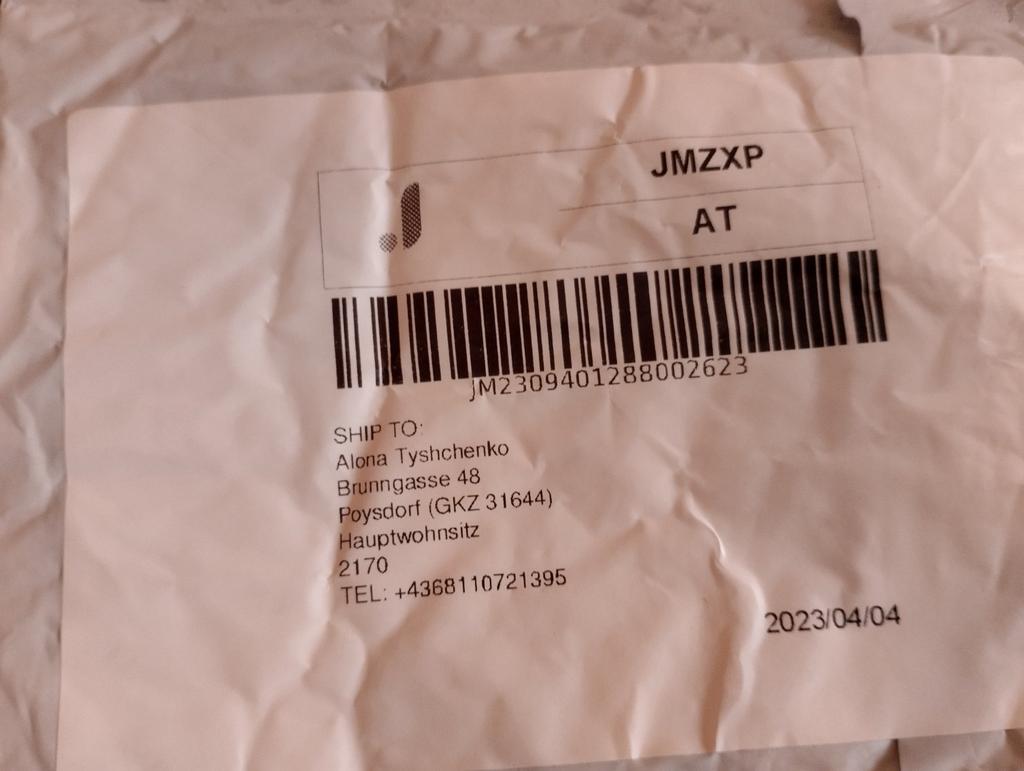 JMZXP
AT
JM2309401288002623
SHIP TO:
Alona Tyshchenko
Brunngasse 48
Poysdorf (GKZ 31644)
Hauptwohnsitz
2170
TEL: +4368110721395
2023/04/04